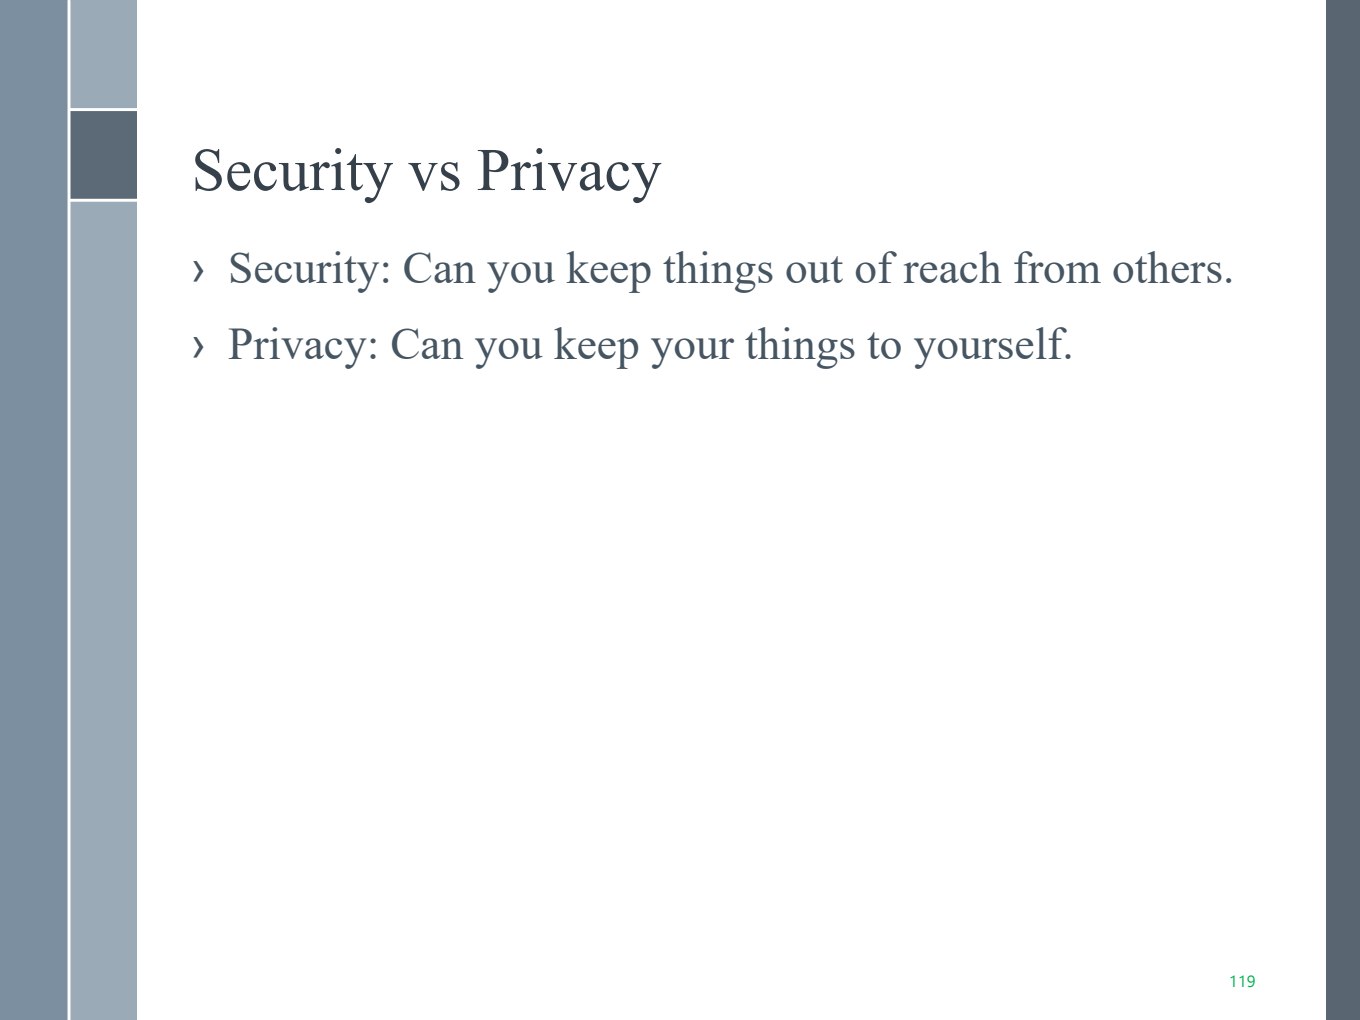 Security vs Privacy
› Security: Can you keep things out of reach from others.
› Privacy: Can you keep your things to yourself.
119